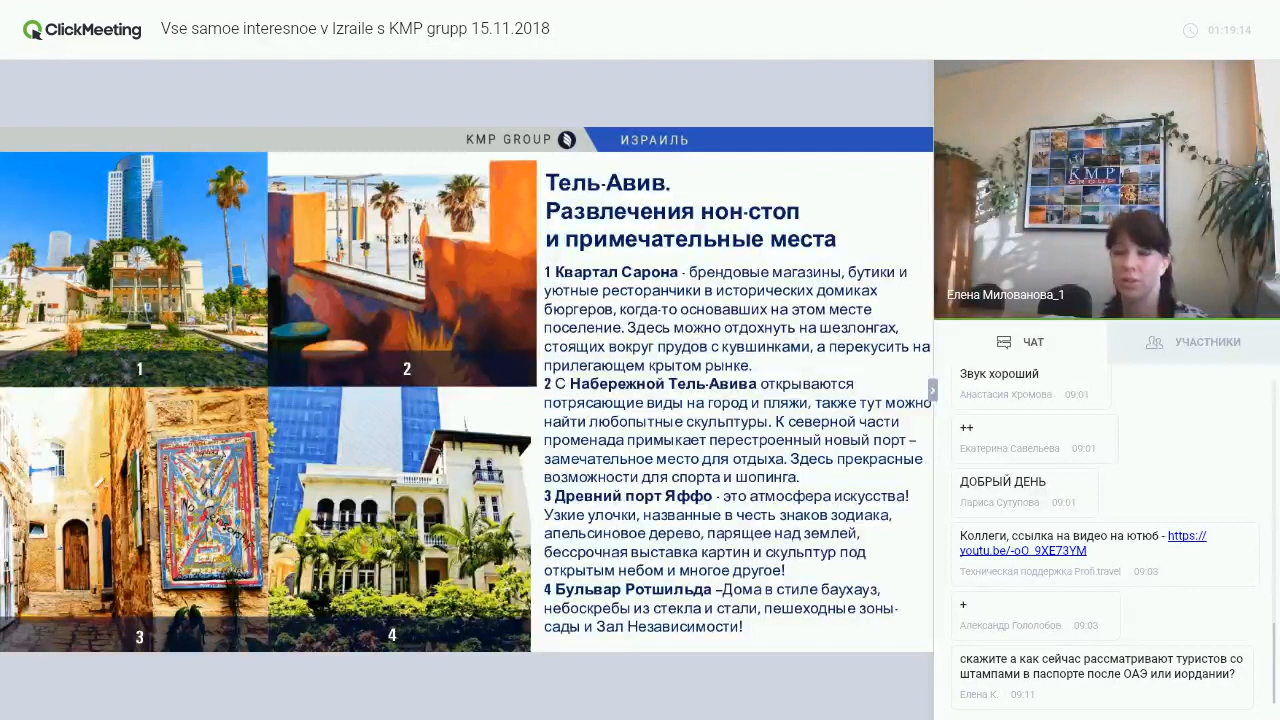 ClickMeeting
Vse samoe interesnoe v Izraile s KMP grupp 15.11.2018
01:19:14
KMP GROUP
ИЗРАИЛЬ
Тель-Авив.
Развлечения нон-стоп
и примечательные места
1 Квартал Сарона - брендовые магазины, бутики и
уютные ресторанчики в исторических домиках
бюргеров, когда-то основавших на этом месте
поселение. Здесь можно отдохнуть на шезлонгах,
стоящих вокруг прудов с кувшинками, а перекусить на
прилегающем крытом рынке.
2 С Набережной Тель-Авива открываются
потрясающие виды на город и пляжи, также тут можно
найти любопытные скульптуры. К северной части
променада примыкает перестроенный новый порт –
замечательное место для отдыха. Здесь прекрасные
возможности для спорта и шопинга.
3 Древний порт Яффо - это атмосфера искусства!
Узкие улочки, названные в честь знаков зодиака,
апельсиновое дерево, парящее над землей,
бессрочная выставка картин и скульптур под
открытым небом и многое другое!
4 Бульвар Ротшильда –Дома в стиле баухауз,
небоскребы из стекла и стали, пешеходные зоны-
сады и Зал Независимости!
1
2
3
4
KMP
GROUP
Елена Милованова_1
ЧАТ
УЧАСТНИКИ
Звук хороший
Анастасия Хромова 09:01
++
Екатерина Савельева 09:01
ДОБРЫЙ ДЕНЬ
Лариса Сутупова 09:01
Коллеги, ссылка на видео на ютюб - https://
youtu.be/-oO_9XE73YM
Техническая поддержка Profi.travel 09:03
+
Александр Гололобов 09:03
скажите а как сейчас рассматривают туристов со
штампами в паспорте после ОАЭ или иордании?
Елена К. 09:11